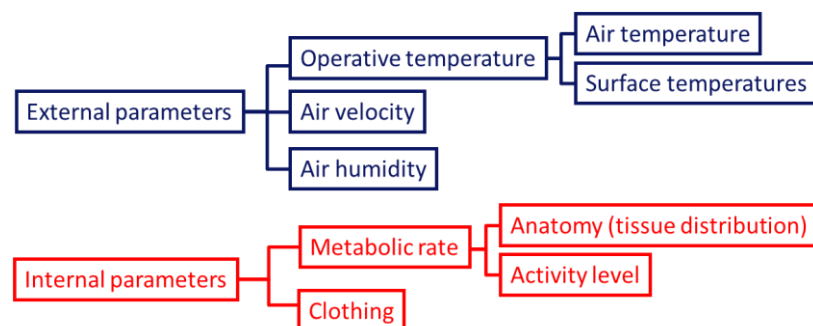 Air temperature
Operative temperature
Surface temperatures
External parameters
Air velocity
Air humidity
Anatomy (tissue distribution)
Metabolic rate
Activity level
Internal parameters
Clothing